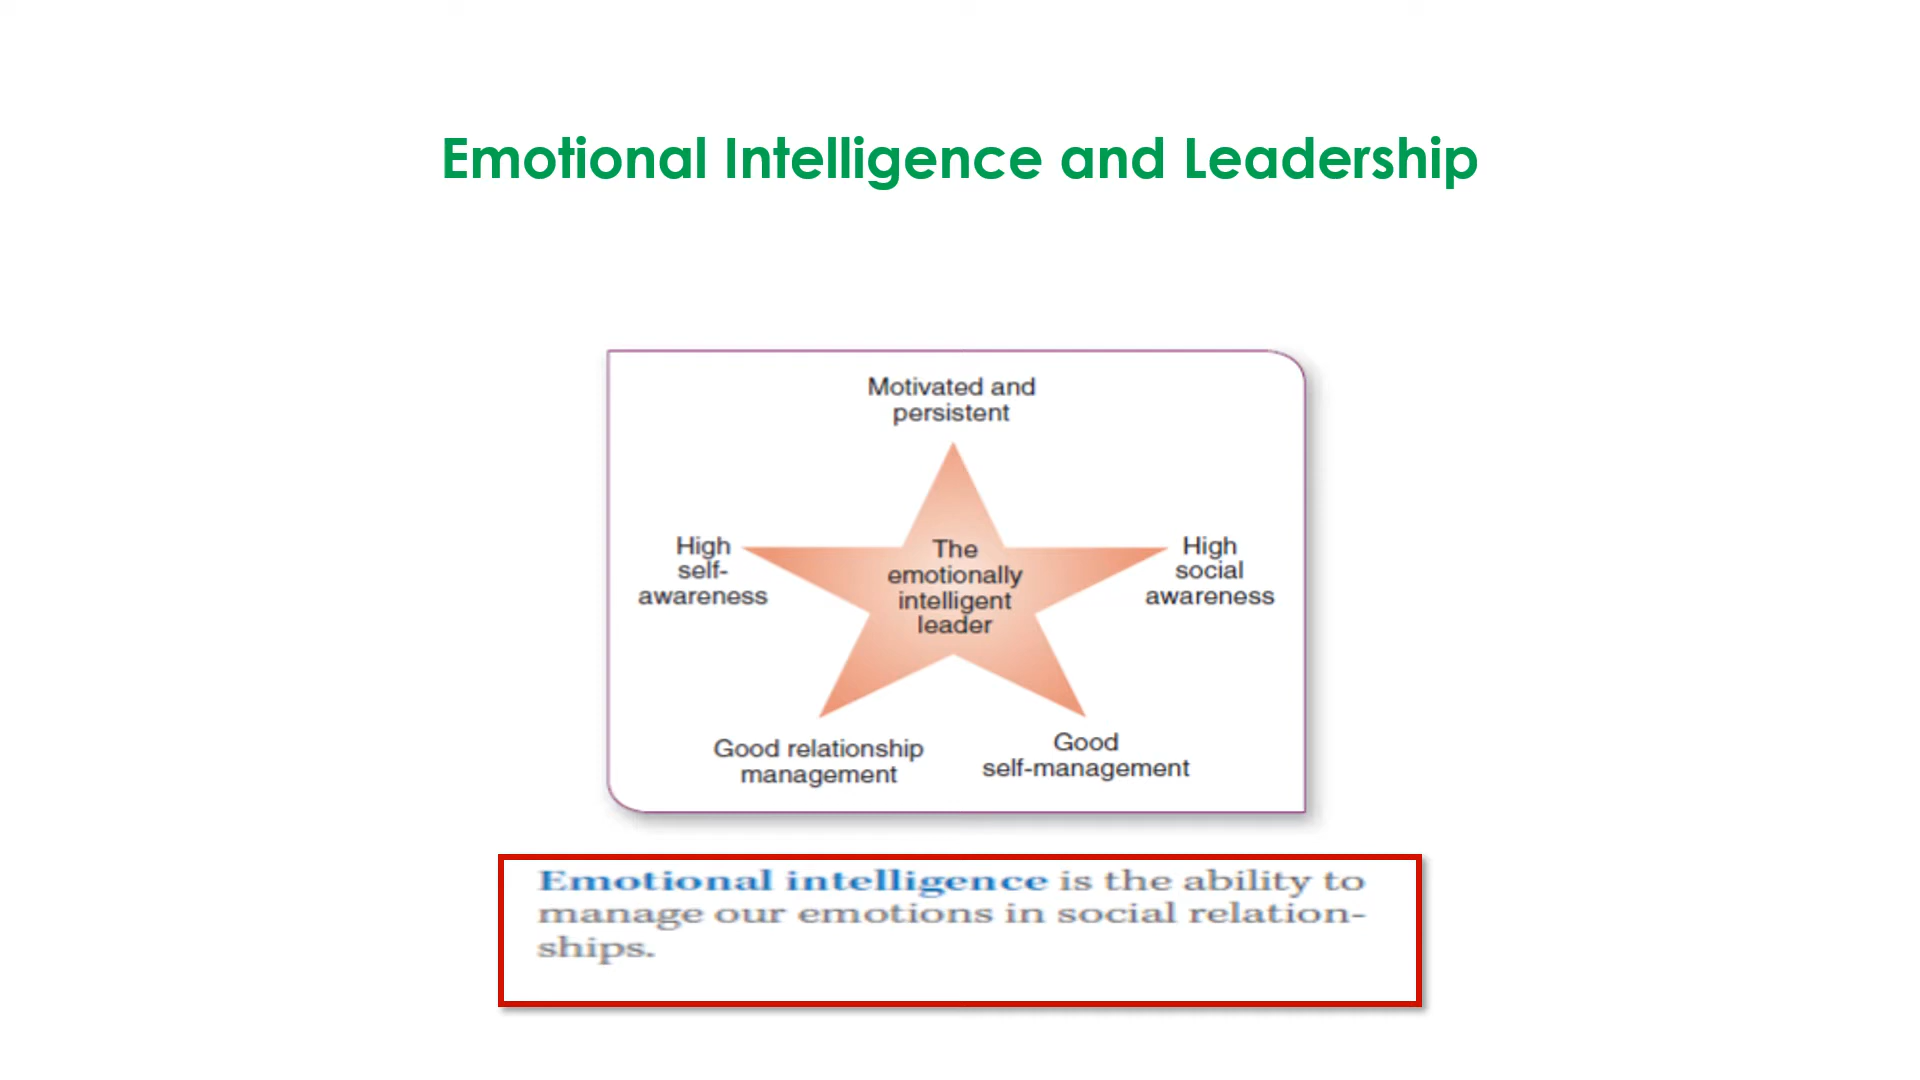 Emotional Intelligence and Leadership
Motivated and
persistent
High
self-
awareness
The
emotionally
intelligent
leader
High
social
awareness
Good relationship
management
Good
self-management
Emotional intelligence is the ability to
manage our emotions in social relation-
ships.